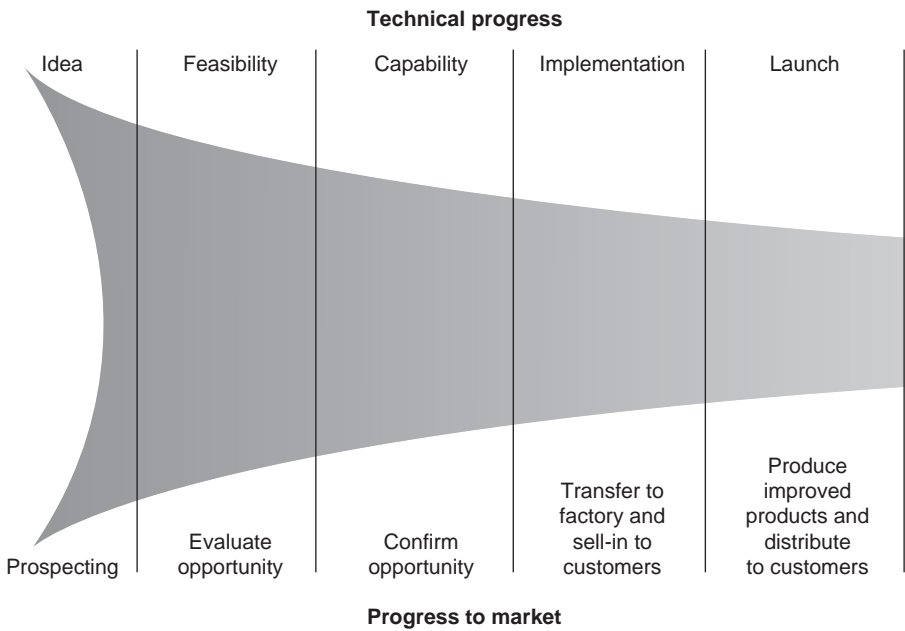 Technical progress
Idea
Feasibility
Capability
Implementation
Launch
Prospecting
Evaluate
opportunity
Confirm
opportunity
Transfer to
factory and
sell-in to
customers
Produce
improved
products and
distribute
to customers
Progress to market